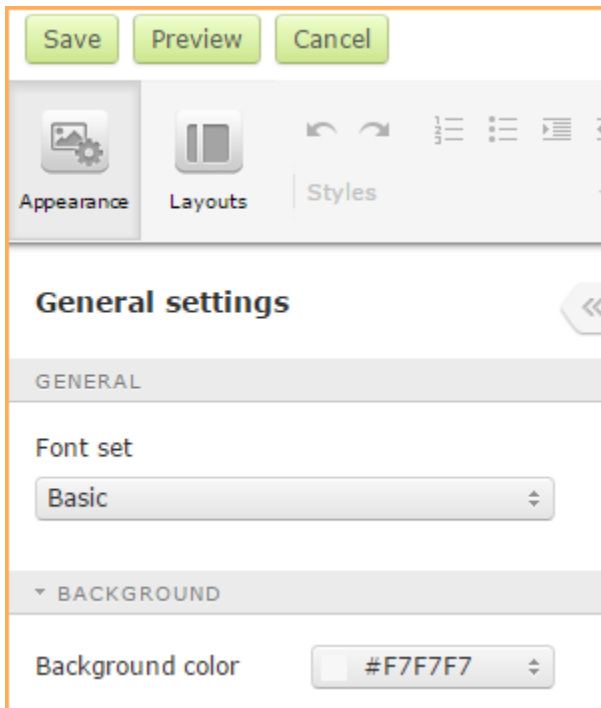 Save Preview Cancel
Appearance Layouts Styles
General settings
GENERAL
Font set
Basic
BACKGROUND
Background color #F7F7F7